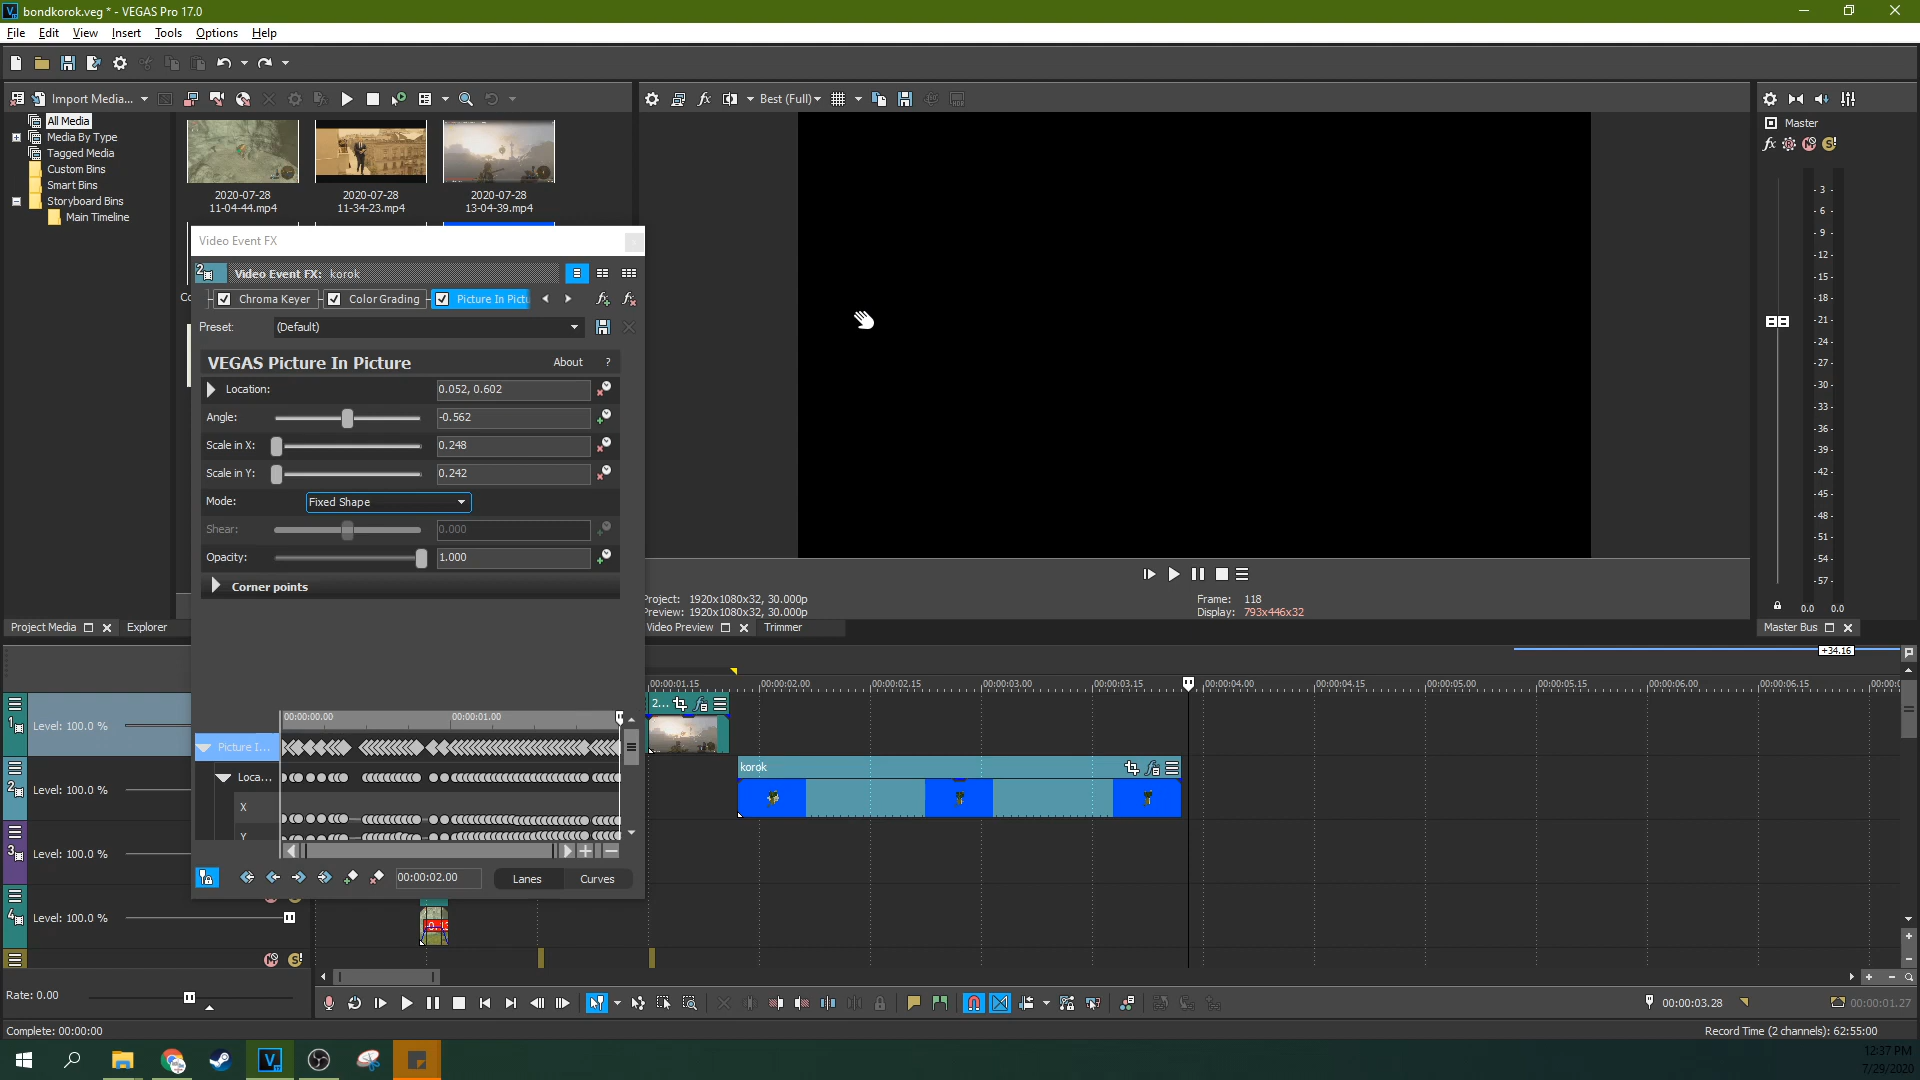 bondkorok.veg * - VEGAS Pro 17.0
File Edit View Insert Tools Options Help
Import Media...
Best (Full)
All Media
Media By Type
Tagged Media
Custom Bins
Smart Bins
Storyboard Bins
Main Timeline
2020-07-28
11-04-44.mp4
2020-07-28
11-34-23.mp4
2020-07-28
13-04-39.mp4
Master
Video Event FX
Video Event FX: korok
Chroma Keyer
Color Grading
Picture In Pictu
Preset: (Default)
VEGAS Picture In Picture
About ?
Location: 0.052, 0.602
Angle: -0.562
Scale in X: 0.248
Scale in Y: 0.242
Mode: Fixed Shape
Shear: 0.000
Opacity: 1.000
Corner points
00:00:00.00 00:00:01.00
Picture I...
Loca...
X
Y
00:00:02.00
Lanes
Curves
- 3 -
- 6 -
- 9 -
-12-
-15-
-18-
-21-
-24-
-27-
-30-
-33-
-36-
-39-
-42-
-45-
-48-
-51-
-54-
-57-
0.0 0.0
Project: 1920x1080x32, 30.000p
Preview: 1920x1080x32, 30.000p
Frame: 118
Display: 793x446x32
Project Media
Explorer
Video Preview
Trimmer
Master Bus
+34.16
00:00:01.15 00:00:02.00 00:00:02.15 00:00:03.00 00:00:03.15 00:00:04.00 00:00:04.15 00:00:05.00 00:00:05.15 00:00:06.00 00:00:06.15
1 Level: 100.0 %
2 Level: 100.0 %
3 Level: 100.0 %
4 Level: 100.0 %
2...
korok
Rate: 0.00
00:00:03.28
00:00:01.27
Complete: 00:00:00
Record Time (2 channels): 62:55:00
12:37 PM
7/29/2020